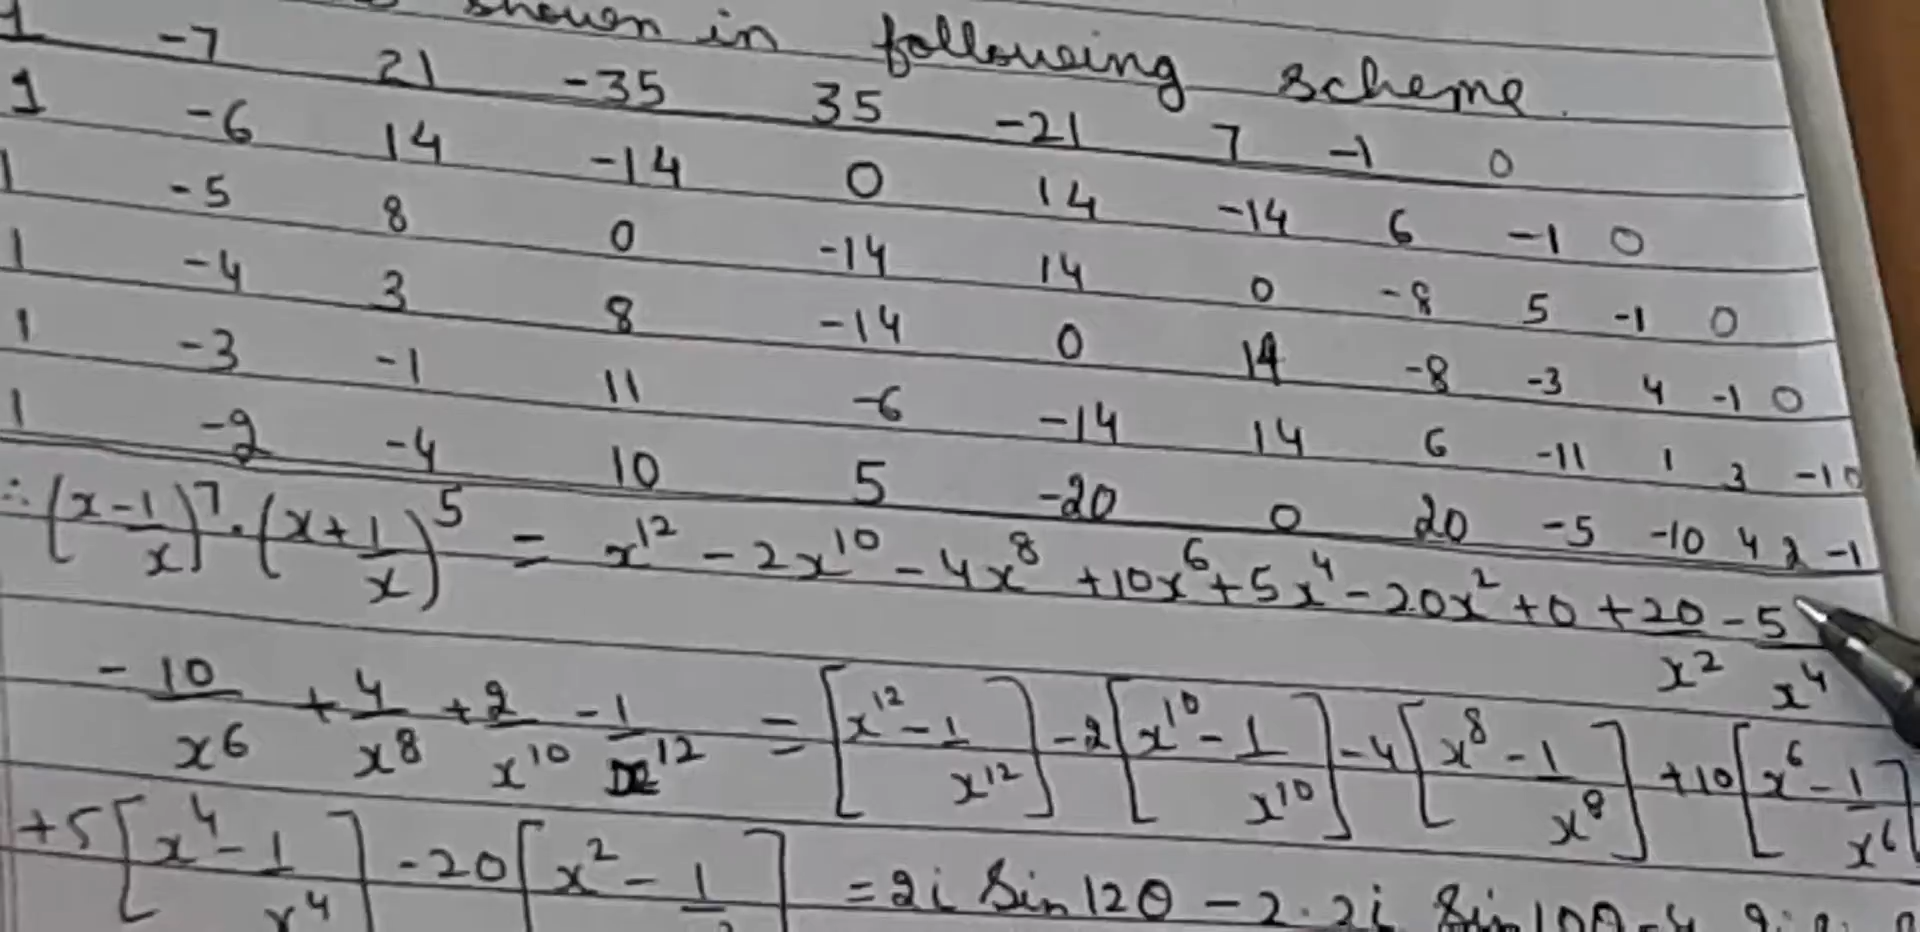 shown in following scheme.
1 -7 21 -35 35 -21 7 -1 0
1 -6 14 -14 0 14 -14 6 -1 0
1 -5 8 0 -14 14 0 -8 5 -1 0
1 -4 3 8 -14 0 14 -8 -3 4 -1 0
1 -3 -1 11 -6 -14 14 6 -11 1 3 -1 0
1 -2 -4 10 5 -20 0 20 -5 -10 4 2 -1
∴ (x - 1/x)^7 · (x + 1/x)^5 = x^12 - 2x^10 - 4x^8 + 10x^6 + 5x^4 - 20x^2 + 0 + 20/x^2 - 5/x^4
- 10/x^6 + 4/x^8 + 2/x^10 - 1/x^12 = [x^12 - 1/x^12] - 2[x^10 - 1/x^10] - 4[x^8 - 1/x^8] + 10[x^6 - 1/x^6]
+5[x^4 - 1/x^4] - 20[x^2 - 1/ ] = 2i Sin 12θ - 2.2i Sin 10θ - 4